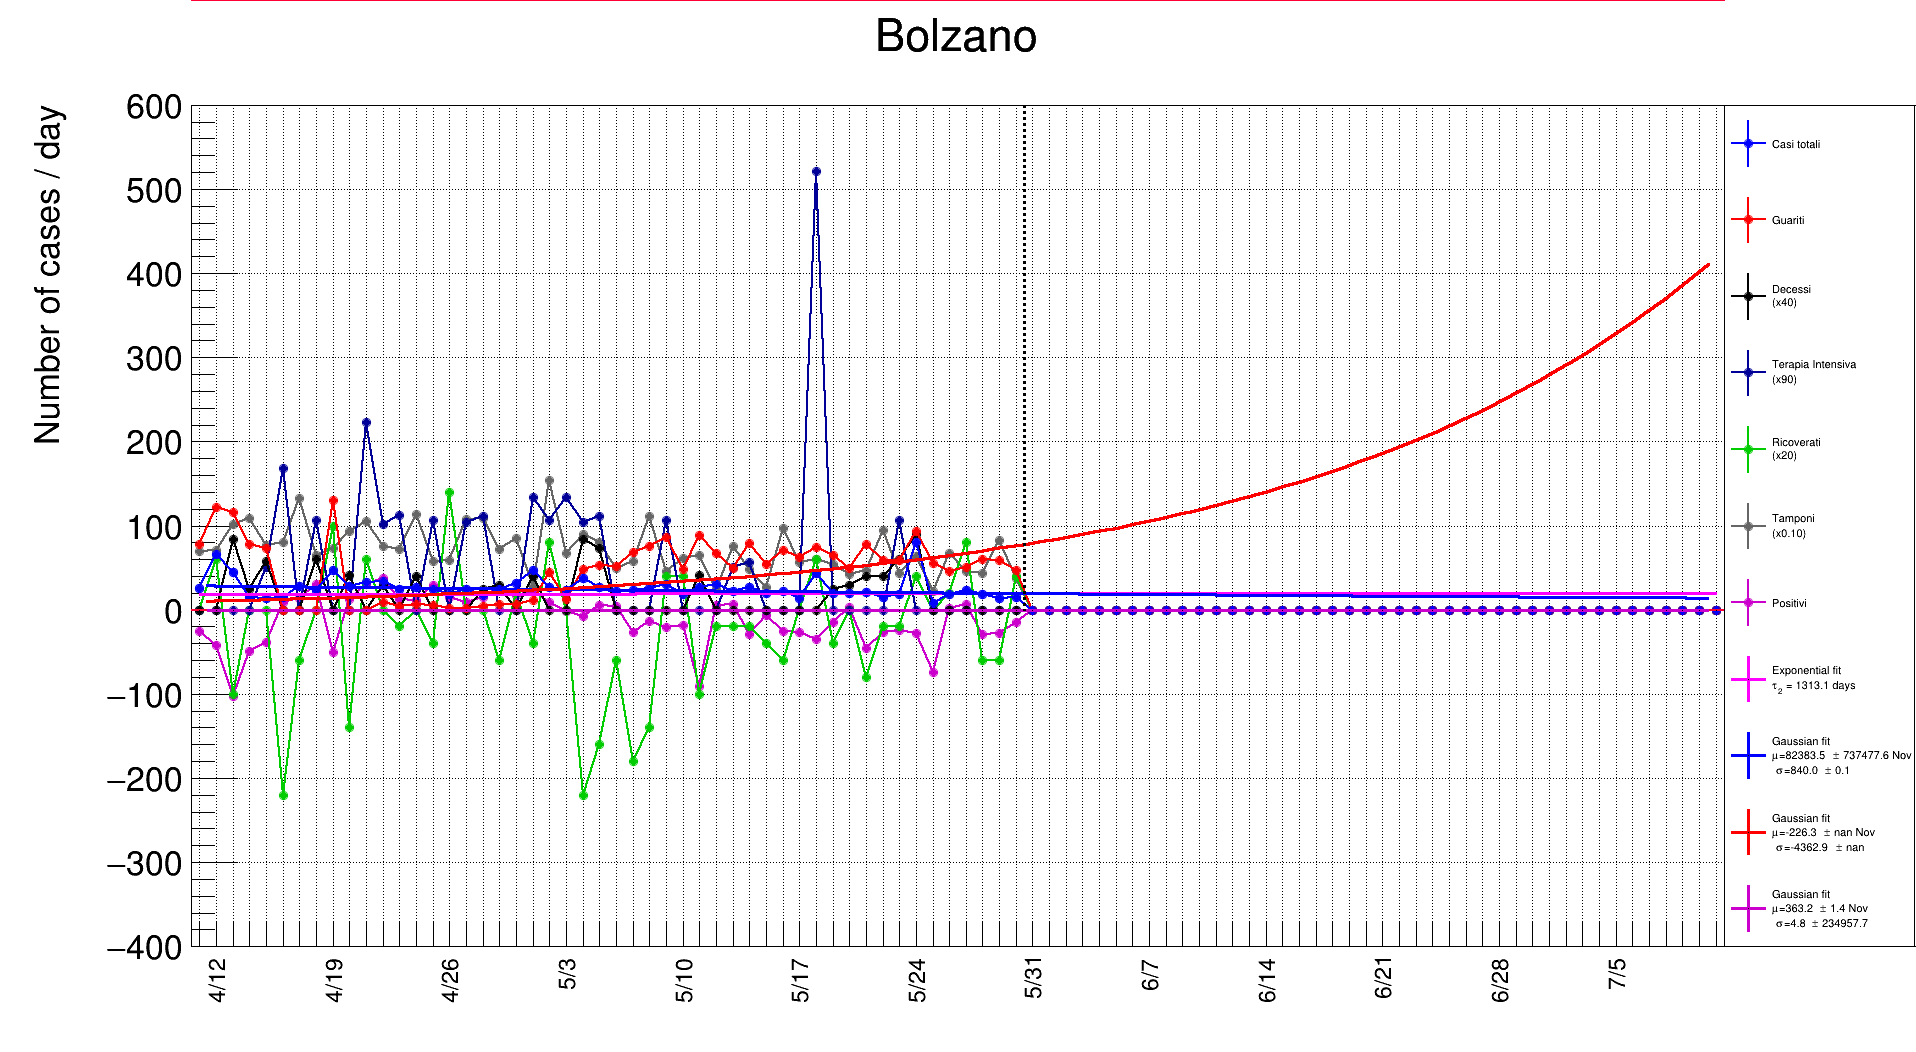 Bolzano
Number of cases / day
600
500
400
300
200
100
0
−100
−200
−300
−400
4/12
4/19
4/26
5/3
5/10
5/17
5/24
5/31
6/7
6/14
6/21
6/28
7/5
Casi totali
Guariti
Decessi
(x40)
Terapia Intensiva
(x90)
Ricoverati
(x20)
Tamponi
(x0.10)
Positivi
Exponential fit
τ2 = 1313.1 days
Gaussian fit
μ=82383.5 ± 737477.6 Nov
σ=840.0 ± 0.1
Gaussian fit
μ=-226.3 ± nan Nov
σ=-4362.9 ± nan
Gaussian fit
μ=363.2 ± 1.4 Nov
σ=4.8 ± 234957.7